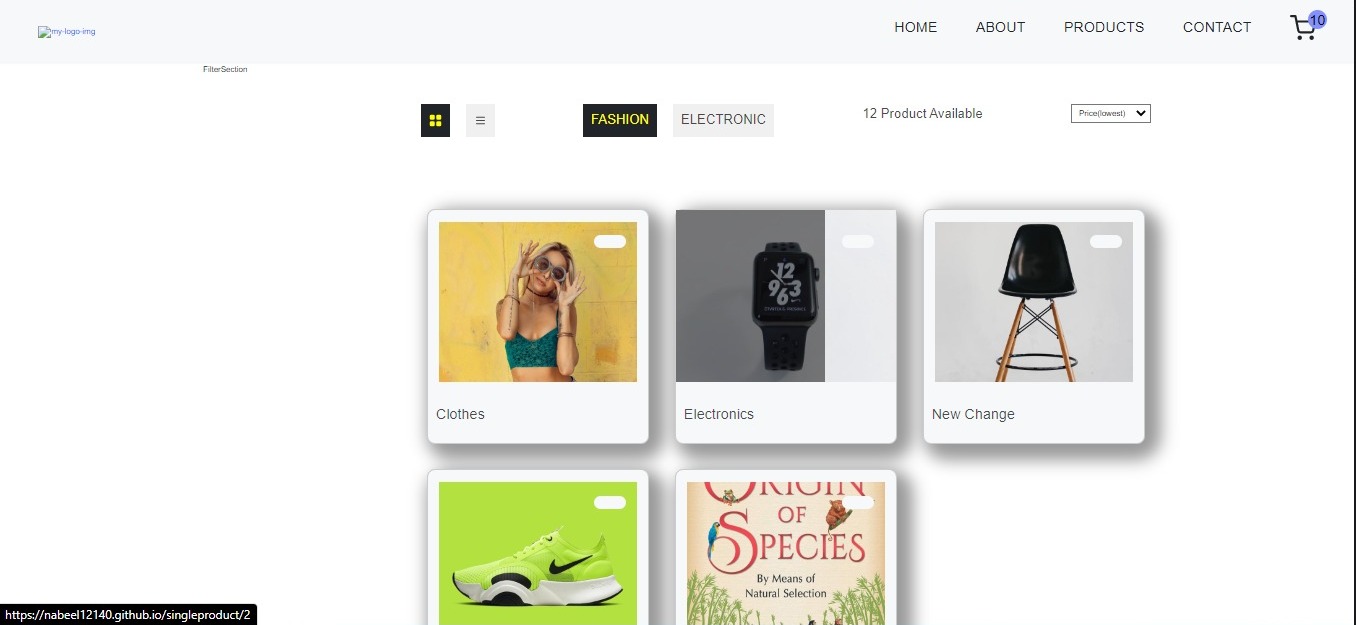 my-logo-img
HOME
ABOUT
PRODUCTS
CONTACT
10
FilterSection
FASHION
ELECTRONIC
12 Product Available
Price(lowest)
12
9 3
6
Clothes
Electronics
New Change
ORIGIN
OF
SPECIES
By Means of
Natural Selection
https://nabeel12140.github.io/singleproduct/2